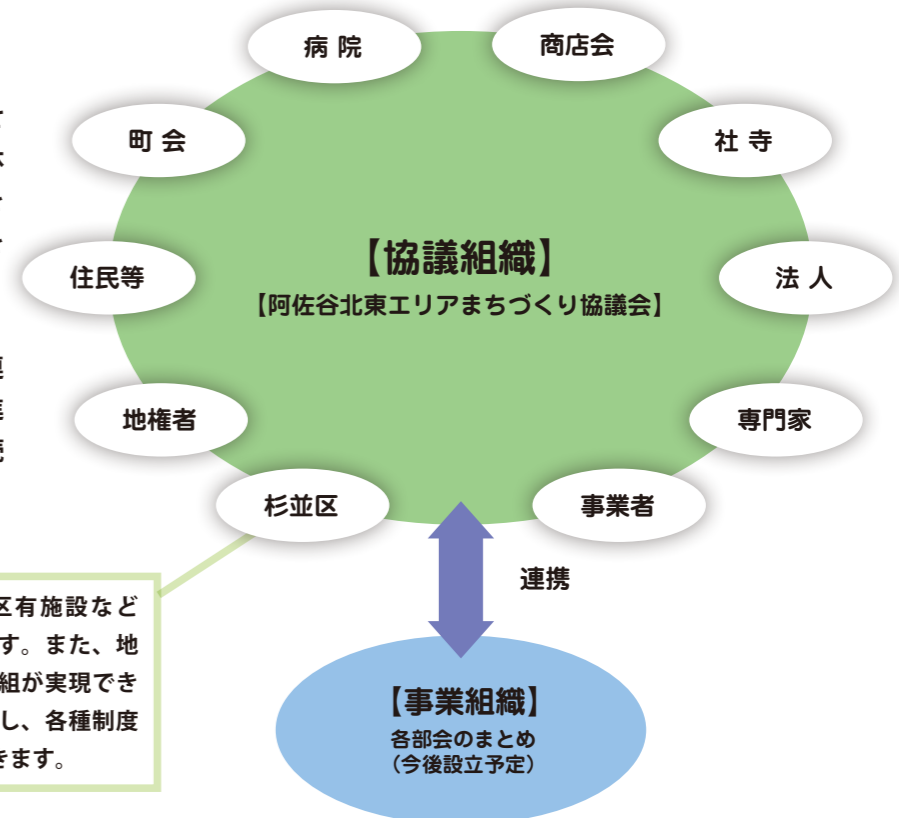 病院
商店会
町会
社寺
【協議組織】
住民等
法人
【阿佐谷北東エリアまちづくり協議会】
地権者
専門家
杉並区
事業者
連携
区有施設など
す。また、地
組が実現でき
し、各種制度
きます。
【事業組織】
各部会のまとめ
（今後設立予定）